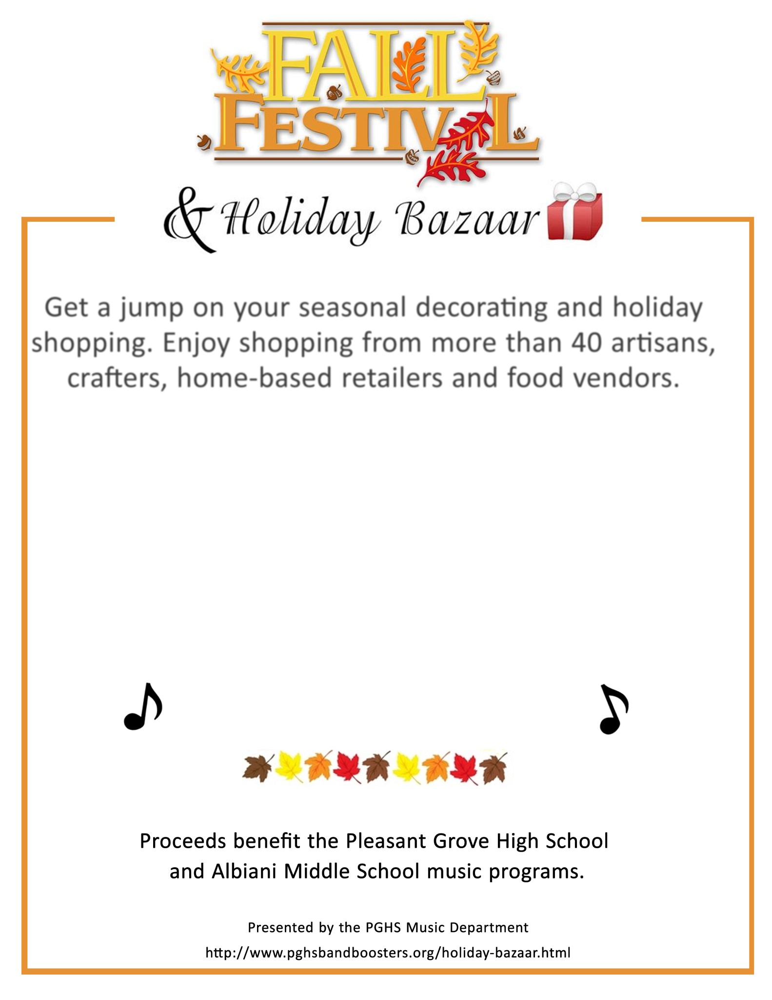 FALL
FESTIVAL
& Holiday Bazaar
Get a jump on your seasonal decorating and holiday
shopping. Enjoy shopping from more than 40 artisans,
crafters, home-based retailers and food vendors.
Proceeds benefit the Pleasant Grove High School
and Albiani Middle School music programs.
Presented by the PGHS Music Department
http://www.pghsbandboosters.org/holiday-bazaar.html